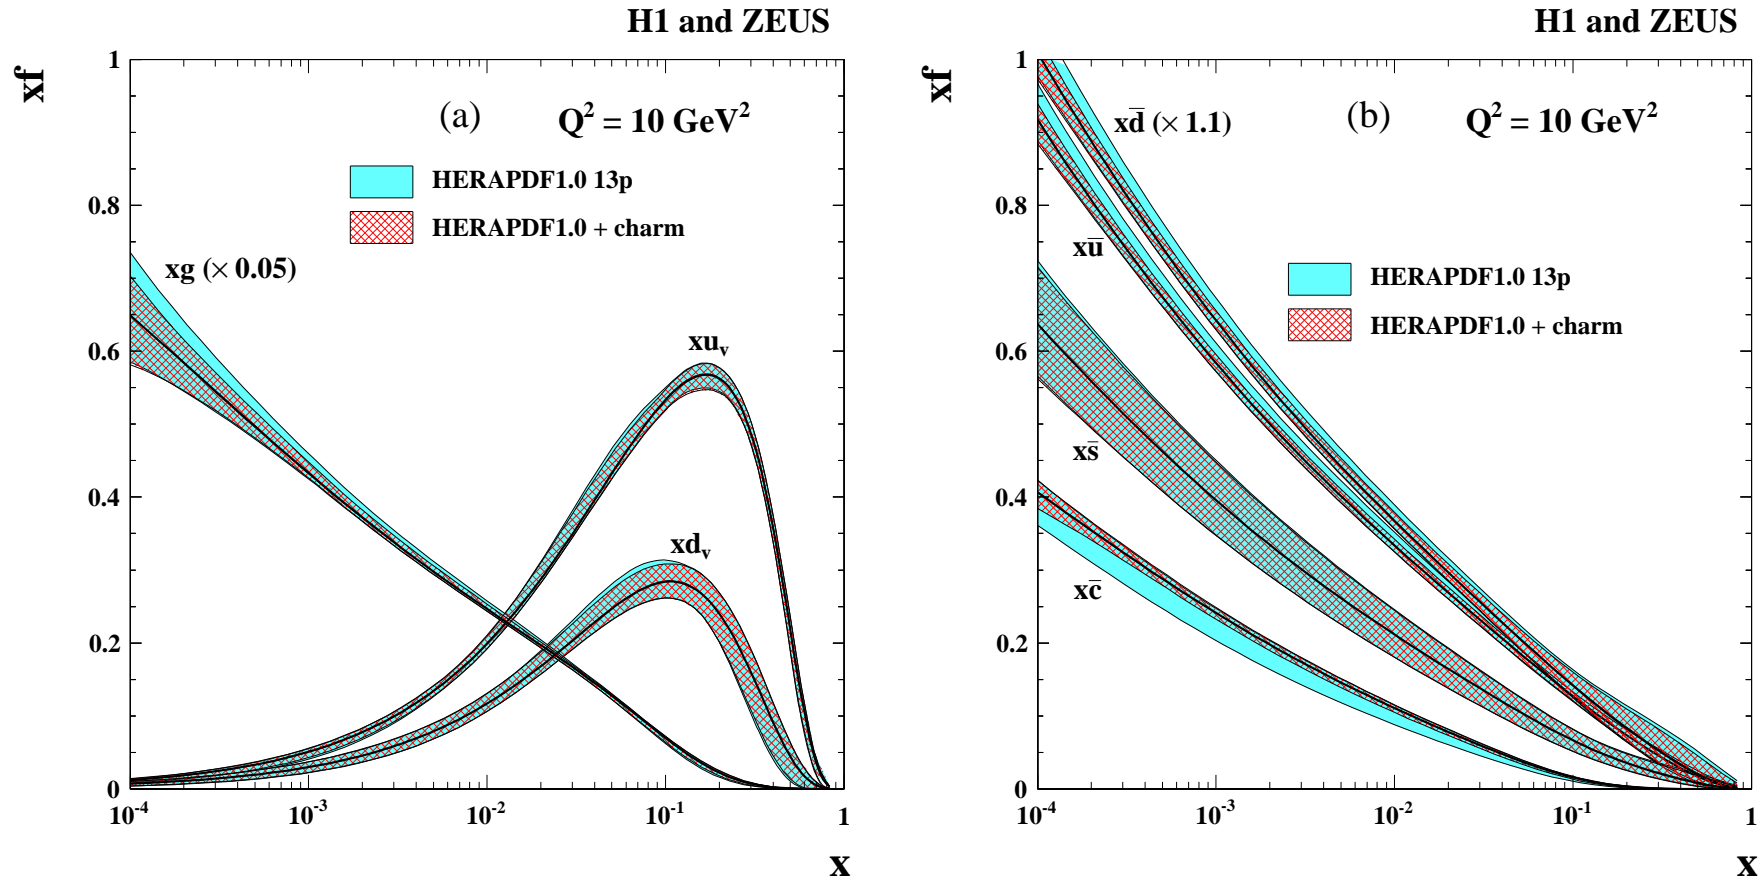 H1 and ZEUS
xf
1
0.8
0.6
0.4
0.2
0
(a)
Q² = 10 GeV²
HERAPDF1.0 13p
HERAPDF1.0 + charm
xg (× 0.05)
xuᵥ
xdᵥ
10⁻⁴ 10⁻³ 10⁻² 10⁻¹ 1
x
H1 and ZEUS
xf
1
0.8
0.6
0.4
0.2
0
xd̅ (× 1.1)
(b)
Q² = 10 GeV²
xu̅
HERAPDF1.0 13p
HERAPDF1.0 + charm
xs̅
xc̅
10⁻⁴ 10⁻³ 10⁻² 10⁻¹ 1
x